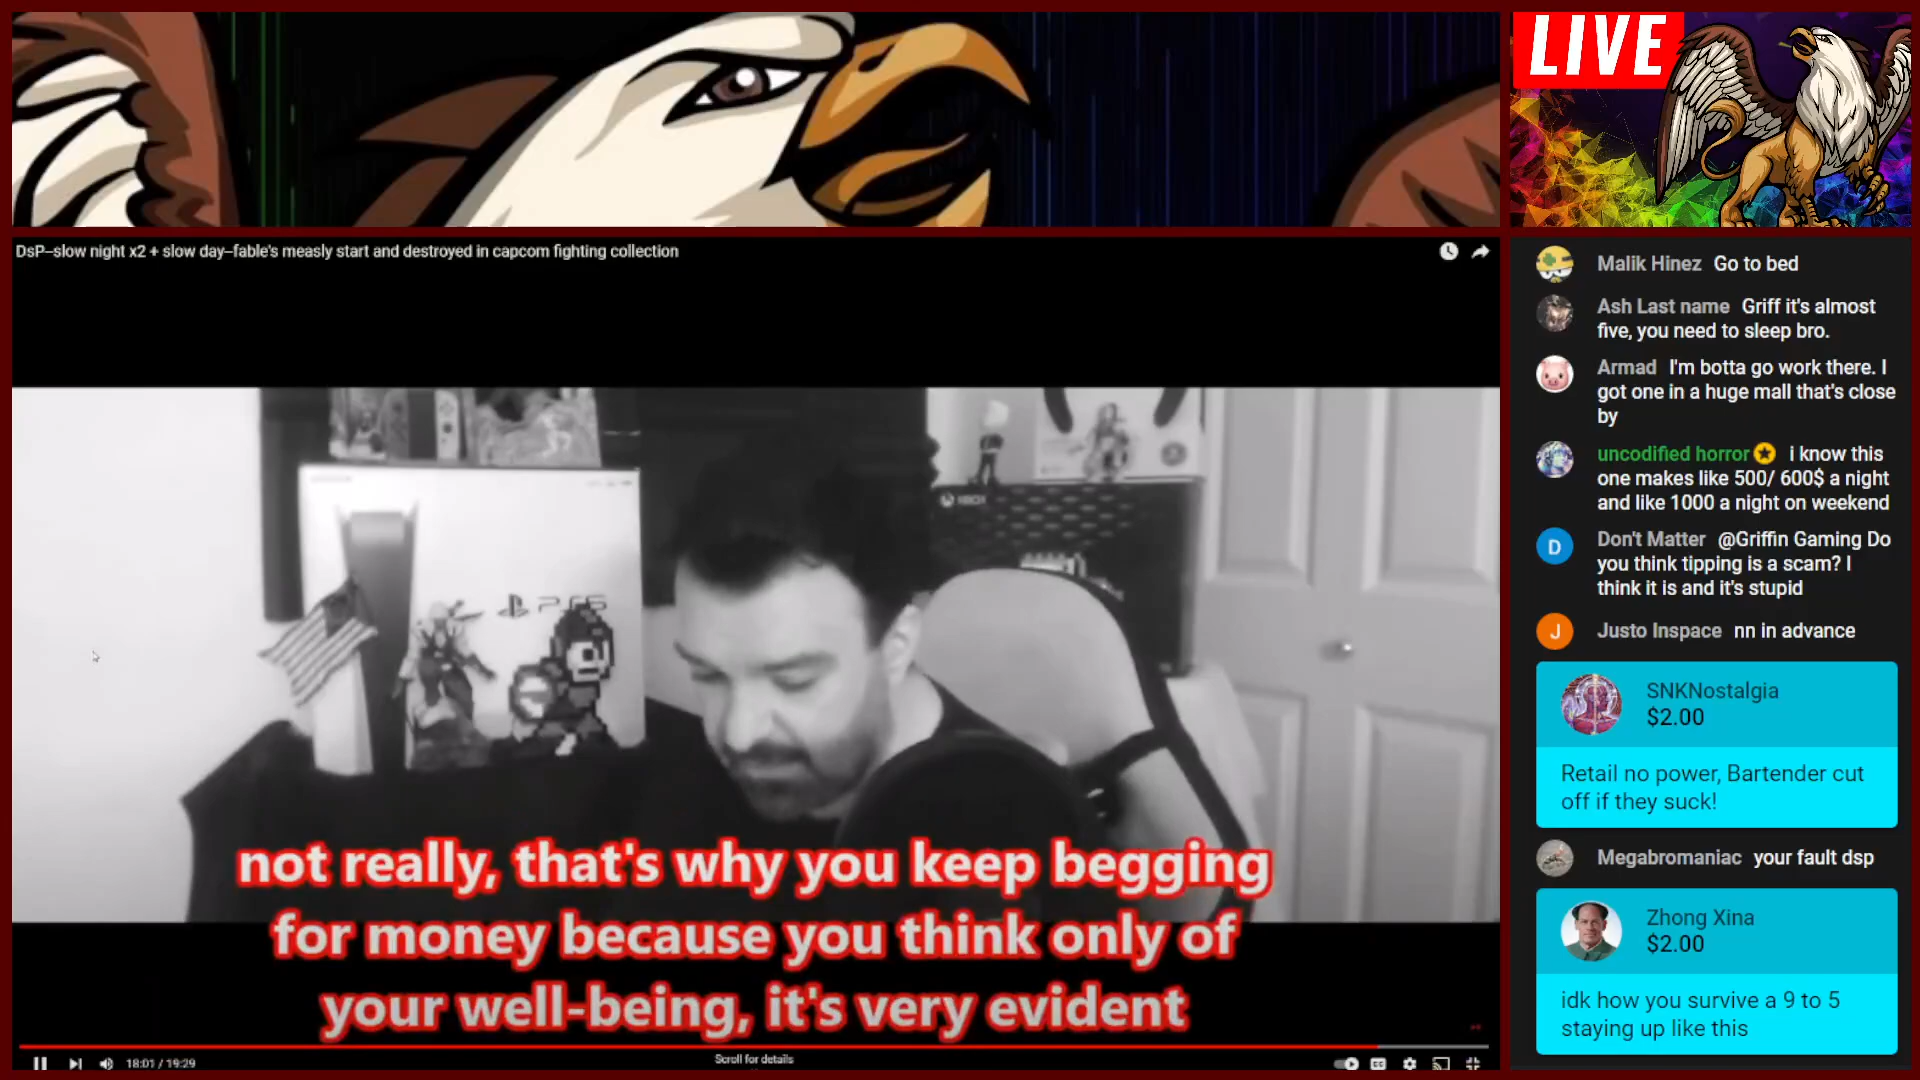 LIVE
DsP--slow night x2 + slow day--fable's measly start and destroyed in capcom fighting collection
Malik Hinez Go to bed
Ash Last name Griff it's almost
five, you need to sleep bro.
Armad I'm botta go work there. I
got one in a huge mall that's close
by
uncodified horror i know this
one makes like 500/ 600$ a night
and like 1000 a night on weekend
D
Don't Matter @Griffin Gaming Do
you think tipping is a scam? I
think it is and it's stupid
J
Justo Inspace nn in advance
SNKNostalgia
$2.00
Retail no power, Bartender cut
off if they suck!
Megabromaniac your fault dsp
Zhong Xina
$2.00
idk how you survive a 9 to 5
staying up like this
XBOX
PS5
not really, that's why you keep begging
for money because you think only of
your well-being, it's very evident
18:01 / 19:29
Scroll for details